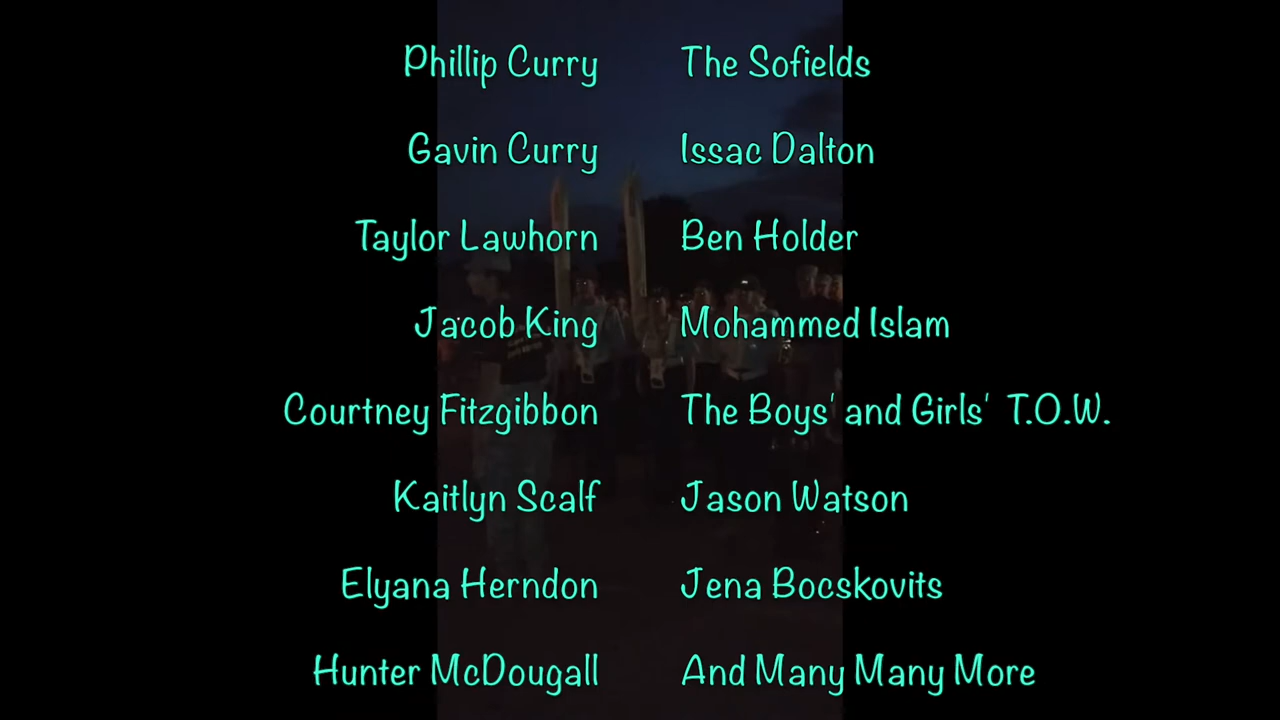 Phillip Curry The Sofields
Gavin Curry Issac Dalton
Taylor Lawhorn Ben Holder
Jacob King Mohammed Islam
Courtney Fitzgibbon The Boys' and Girls' T.O.W.
Kaitlyn Scalf Jason Watson
Elyana Herndon Jena Bocskovits
Hunter McDougall And Many Many More